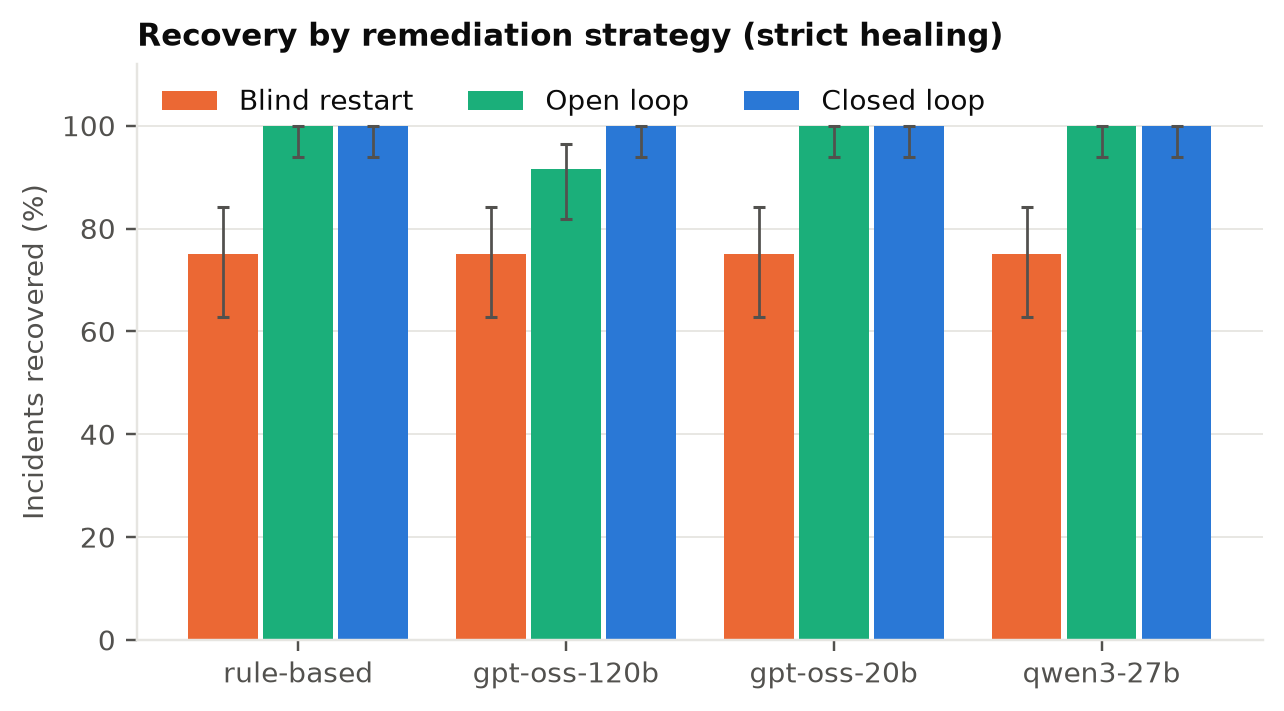 Recovery by remediation strategy (strict healing)
Blind restart Open loop Closed loop
Incidents recovered (%)
100
80
60
40
20
0
rule-based gpt-oss-120b gpt-oss-20b qwen3-27b